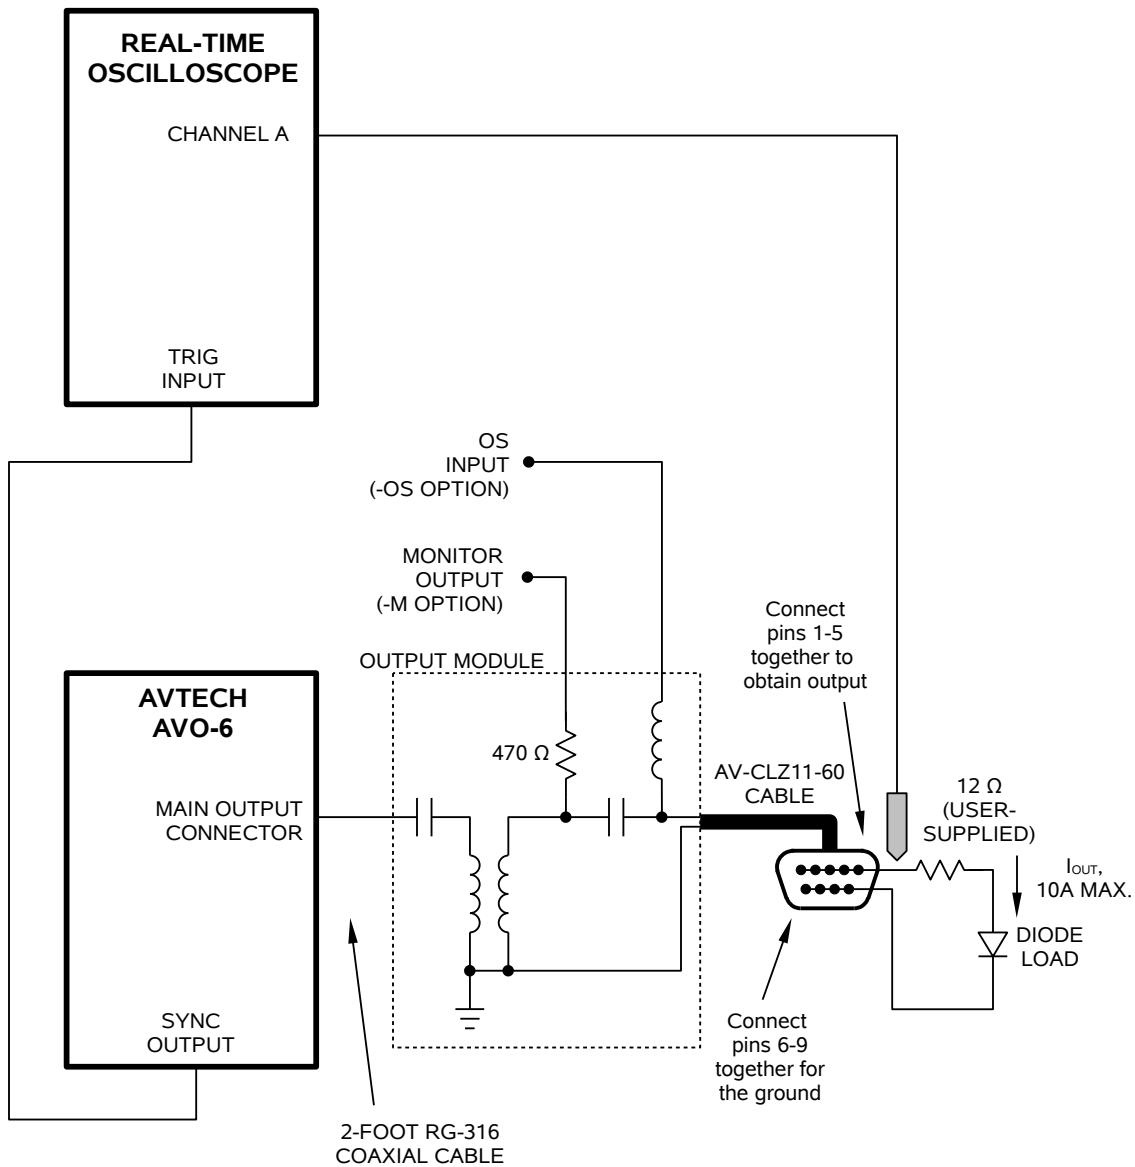 REAL-TIME
OSCILLOSCOPE
CHANNEL A
TRIG
INPUT
OS
INPUT
(-OS OPTION)
MONITOR
OUTPUT
(-M OPTION)
OUTPUT MODULE
Connect
pins 1-5
together to
obtain output
AVTECH
AVO-6
470 Ω
AV-CLZ11-60
CABLE
12 Ω
(USER-
SUPPLIED)
MAIN OUTPUT
CONNECTOR
IOUT,
10A MAX.
DIODE
LOAD
SYNC
OUTPUT
Connect
pins 6-9
together for
the ground
2-FOOT RG-316
COAXIAL CABLE